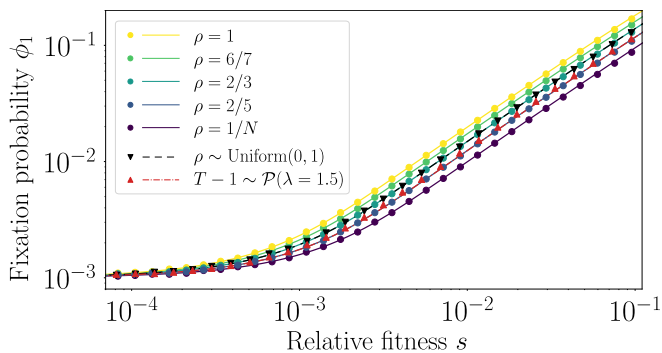 10⁻¹
10⁻²
10⁻³
Fixation probability ϕ₁
ρ = 1
ρ = 6/7
ρ = 2/3
ρ = 2/5
ρ = 1/N
ρ ∼ Uniform(0, 1)
T − 1 ∼ 𝒫(λ = 1.5)
10⁻⁴ 10⁻³ 10⁻² 10⁻¹
Relative fitness s